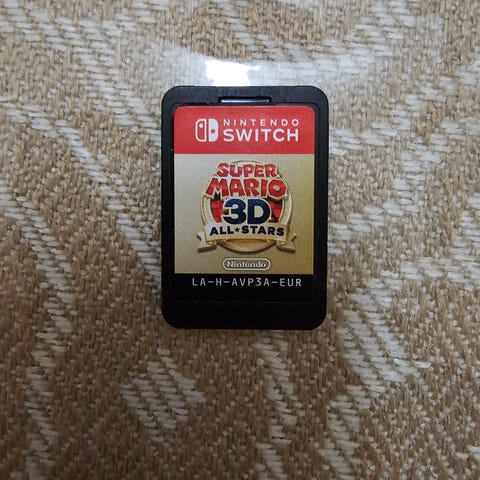 NINTENDO
SWITCH
SUPER
MARIO
3D
ALL★STARS
Nintendo
LA-H-AVP3A-EUR